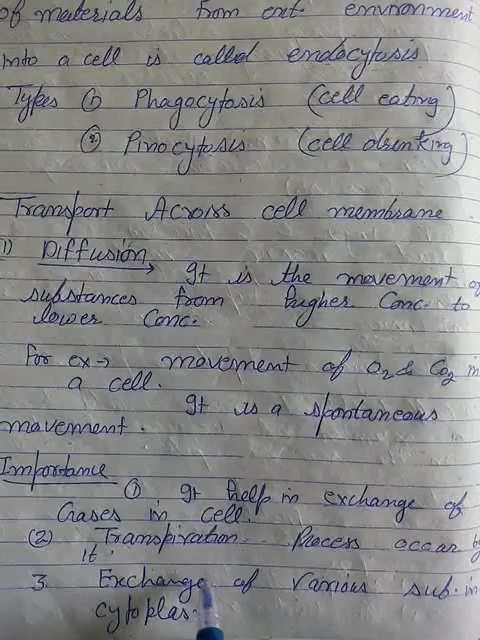 of materials from ext environment
into a cell is called endocytosis
Types ① Phagocytosis (cell eating)
② Pinocytosis (cell drinking)
Transport Across cell membrane
1) Diffusion → It is the movement of
substances from higher Conc. to
lower Conc.
For ex → movement of O2 & CO2 in
a cell.
It is a spontaneous
movement.
Importance
① It help in exchange of
Gases in cell.
(2) Transpiration Process occur by
it.
3 Exchange of various sub. in
cytoplas.